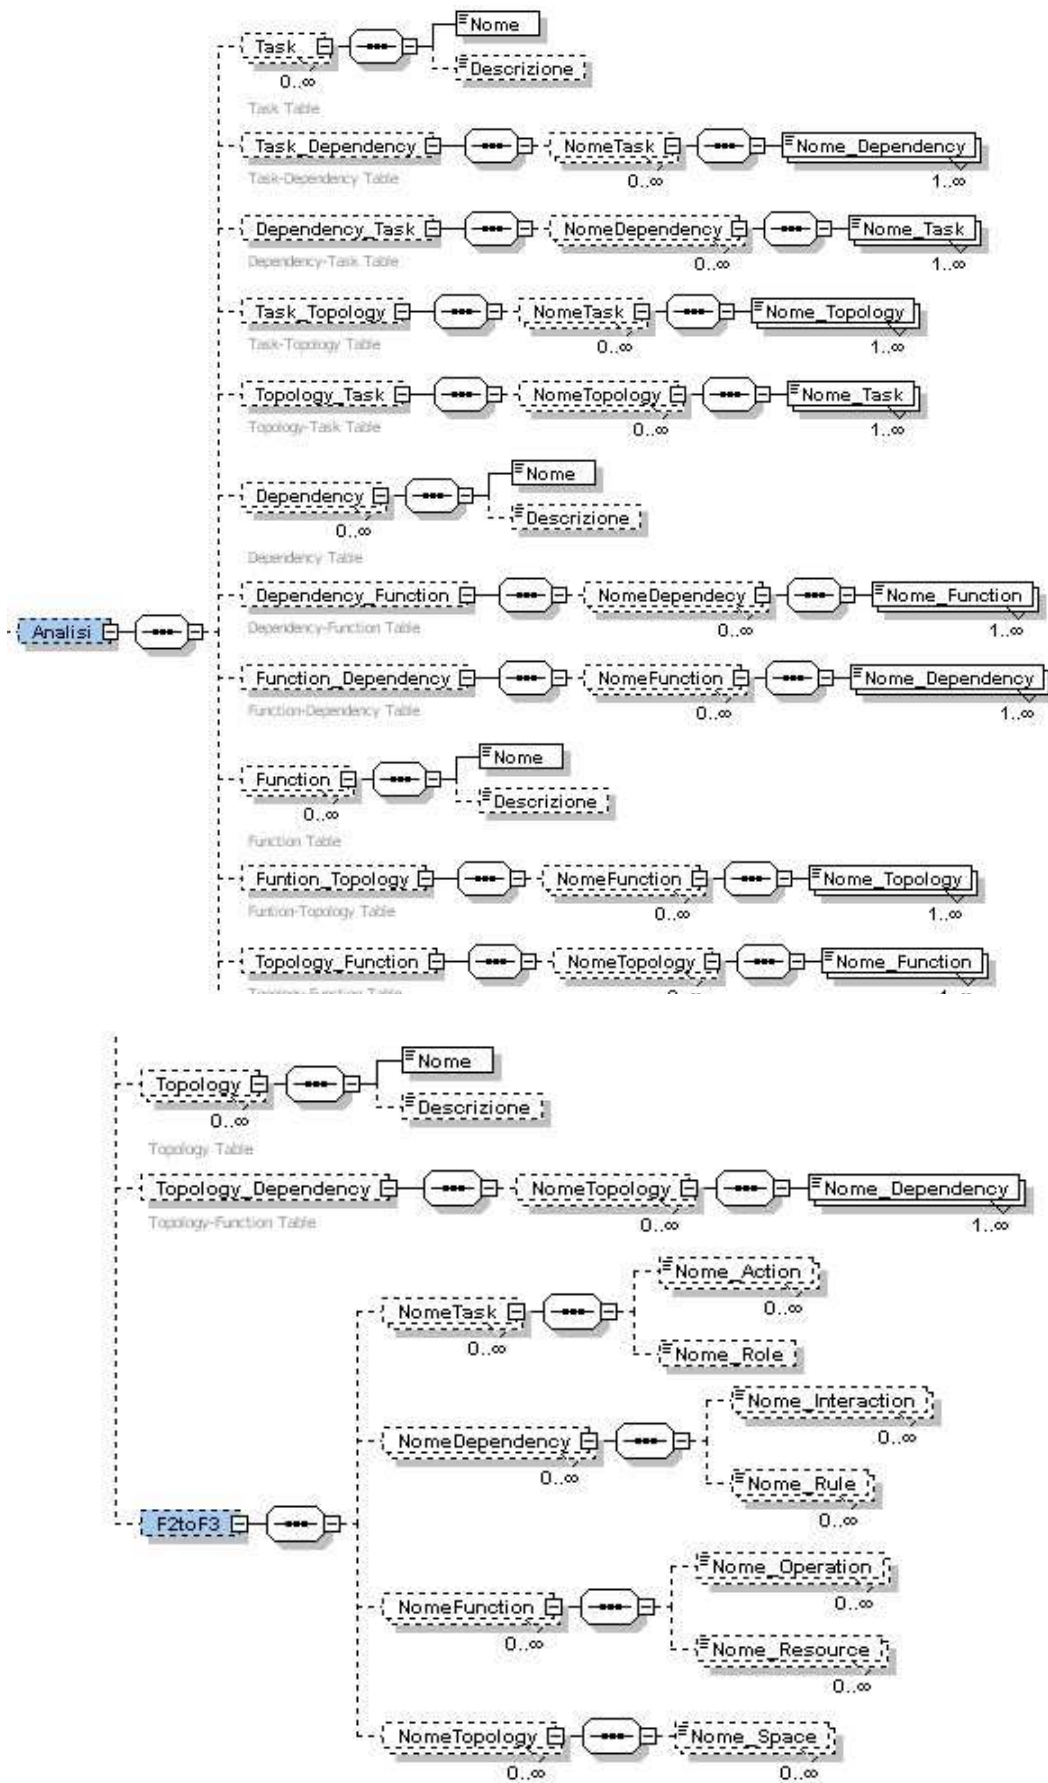 Task
0..∞
Nome
Descrizione
Task Table
Task_Dependency
NomeTask
0..∞
Nome_Dependency
1..∞
Task-Dependency Table
Dependency_Task
NomeDependency
0..∞
Nome_Task
1..∞
Dependency-Task Table
Task_Topology
NomeTask
0..∞
Nome_Topology
1..∞
Task-Topology Table
Topology_Task
NomeTopology
0..∞
Nome_Task
1..∞
Topology-Task Table
Dependency
0..∞
Nome
Descrizione
Dependency Table
Analisi
Dependency_Function
NomeDependecy
0..∞
Nome_Function
1..∞
Dependency-Function Table
Function_Dependency
NomeFunction
0..∞
Nome_Dependency
1..∞
Function-Dependency Table
Function
0..∞
Nome
Descrizione
Function Table
Funtion_Topology
NomeFunction
0..∞
Nome_Topology
1..∞
Funtion-Topology Table
Topology_Function
NomeTopology
0..∞
Nome_Function
1..∞
Topology-Function Table
Topology
0..∞
Nome
Descrizione
Topology Table
Topology_Dependency
NomeTopology
0..∞
Nome_Dependency
1..∞
Topology-Function Table
F2toF3
NomeTask
0..∞
Nome_Action
0..∞
Nome_Role
NomeDependency
0..∞
Nome_Interaction
0..∞
Nome_Rule
0..∞
NomeFunction
0..∞
Nome_Operation
0..∞
Nome_Resource
0..∞
NomeTopology
0..∞
Nome_Space
0..∞